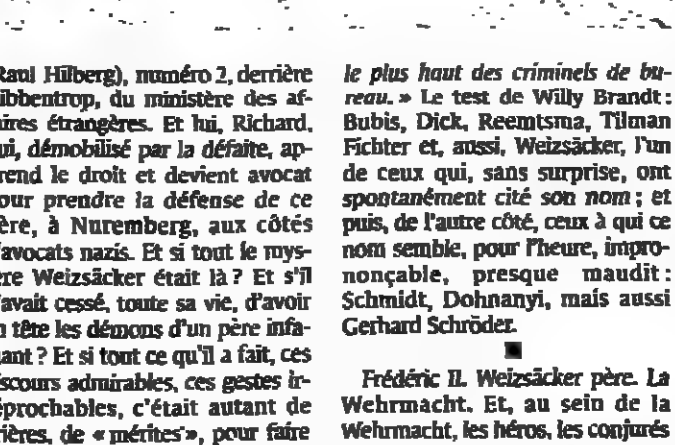 Raul Hilberg), numéro 2, derrière
ibbentrop, du ministère des af-
aires étrangères. Et lui, Richard,
ui, démobilisé par la défaite, ap-
rend le droit et devient avocat
our prendre la défense de ce
ère, à Nuremberg, aux côtés
'avocats nazis. Et si tout le mys-
ère Weizsäcker était là ? Et s'il
'avait cessé, toute sa vie, d'avoir
n tête les démons d'un père infa-
ant ? Et si tout ce qu'il a fait, ces
iscours admirables, ces gestes ir-
éprochables, c'était autant de
rières, de « mérites », pour faire
le plus haut des criminels de bu-
reau. » Le test de Willy Brandt :
Bubis, Dick, Reemtsma, Tilman
Fichter et, aussi, Weizsäcker, l'un
de ceux qui, sans surprise, ont
spontanément cité son nom ; et
puis, de l'autre côté, ceux à qui ce
nom semble, pour l'heure, impro-
nonçable, presque maudit :
Schmidt, Dohnanyi, mais aussi
Gerhard Schröder.
Frédéric II. Weizsäcker père. La
Wehrmacht. Et, au sein de la
Wehrmacht, les héros, les conjurés